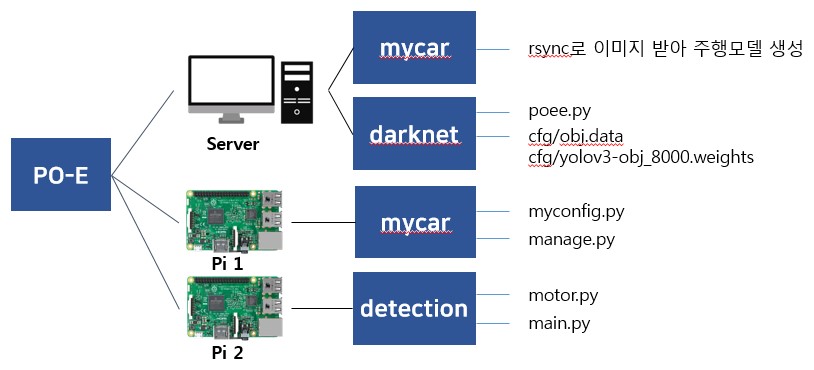 mycar
rsync로 이미지 받아 주행모델 생성
Server
darknet
poee.py
cfg/obj.data
cfg/yolov3-obj_8000.weights
PO-E
Pi 1
mycar
myconfig.py
manage.py
Pi 2
detection
motor.py
main.py